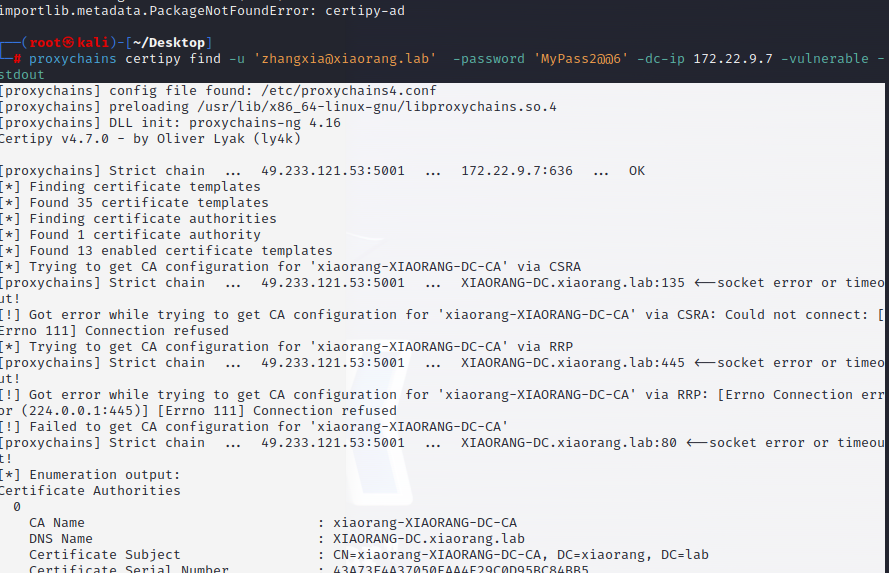 importlib.metadata.PackageNotFoundError: certipy-ad
┌──(root㉿kali)-[~/Desktop]
└─# proxychains certipy find -u 'zhangxia@xiaorang.lab'  -password 'MyPass2@@6' -dc-ip 172.22.9.7 -vulnerable -
stdout
[proxychains] config file found: /etc/proxychains4.conf
[proxychains] preloading /usr/lib/x86_64-linux-gnu/libproxychains.so.4
[proxychains] DLL init: proxychains-ng 4.16
Certipy v4.7.0 - by Oliver Lyak (ly4k)
[proxychains] Strict chain  ...  49.233.121.53:5001  ...  172.22.9.7:636  ...  OK
[*] Finding certificate templates
[*] Found 35 certificate templates
[*] Finding certificate authorities
[*] Found 1 certificate authority
[*] Found 13 enabled certificate templates
[*] Trying to get CA configuration for 'xiaorang-XIAORANG-DC-CA' via CSRA
[proxychains] Strict chain  ...  49.233.121.53:5001  ...  XIAORANG-DC.xiaorang.lab:135 <--socket error or timeo
ut!
[!] Got error while trying to get CA configuration for 'xiaorang-XIAORANG-DC-CA' via CSRA: Could not connect: [
Errno 111] Connection refused
[*] Trying to get CA configuration for 'xiaorang-XIAORANG-DC-CA' via RRP
[proxychains] Strict chain  ...  49.233.121.53:5001  ...  XIAORANG-DC.xiaorang.lab:445 <--socket error or timeo
ut!
[!] Got error while trying to get CA configuration for 'xiaorang-XIAORANG-DC-CA' via RRP: [Errno Connection err
or (224.0.0.1:445)] [Errno 111] Connection refused
[!] Failed to get CA configuration for 'xiaorang-XIAORANG-DC-CA'
[proxychains] Strict chain  ...  49.233.121.53:5001  ...  XIAORANG-DC.xiaorang.lab:80 <--socket error or timeou
t!
[*] Enumeration output:
Certificate Authorities
  0
    CA Name                             : xiaorang-XIAORANG-DC-CA
    DNS Name                            : XIAORANG-DC.xiaorang.lab
    Certificate Subject                 : CN=xiaorang-XIAORANG-DC-CA, DC=xiaorang, DC=lab
    Certificate Serial Number           : 43A73F4A37050EAA4E29C0D95BC84BB5